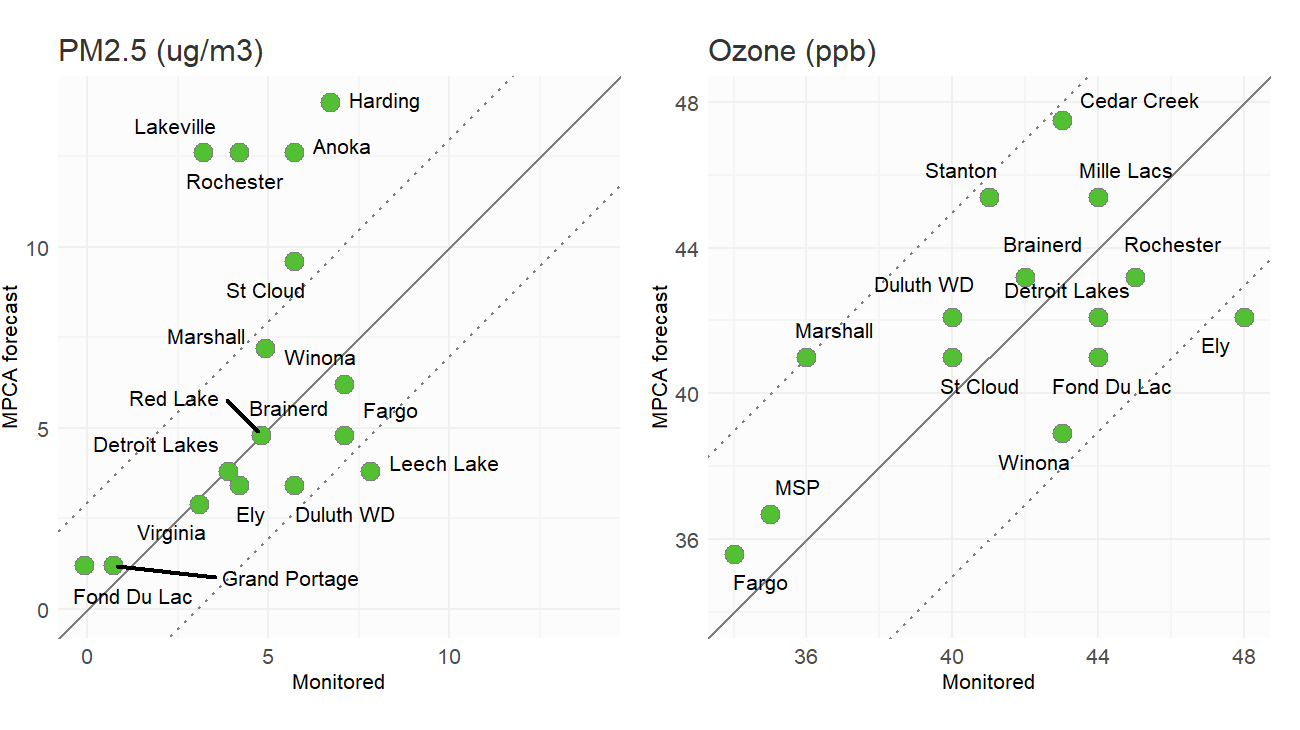 PM2.5 (ug/m3)
Harding
Lakeville
Anoka
Rochester
10
St Cloud
Marshall
Winona
Red Lake
Brainerd
Fargo
5
Detroit Lakes
Leech Lake
Ely
Duluth WD
Virginia
Grand Portage
Fond Du Lac
0
0
5
10
Monitored
MPCA forecast
Ozone (ppb)
48
Cedar Creek
Stanton
Mille Lacs
44
Brainerd
Rochester
Duluth WD
Detroit Lakes
Marshall
Ely
40
St Cloud
Fond Du Lac
Winona
MSP
36
Fargo
36
40
44
48
Monitored
MPCA forecast